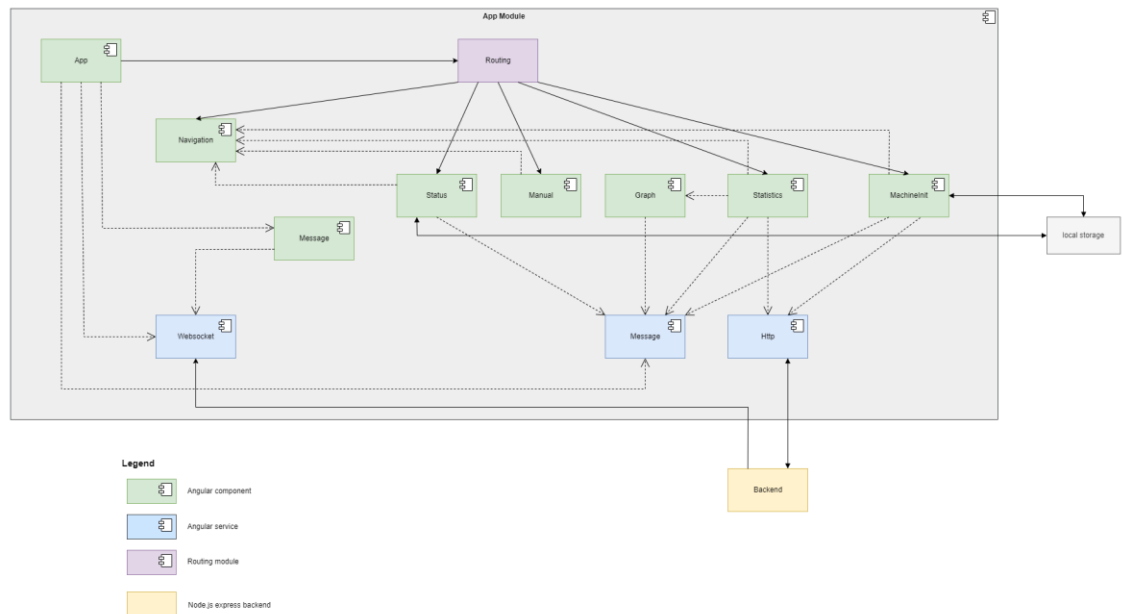 App Module
App
Routing
Navigation
Status
Manual
Graph
Statistics
MachineInit
Message
local storage
Websocket
Message
Http
Backend
Legend
Angular component
Angular service
Routing module
Node.js express backend